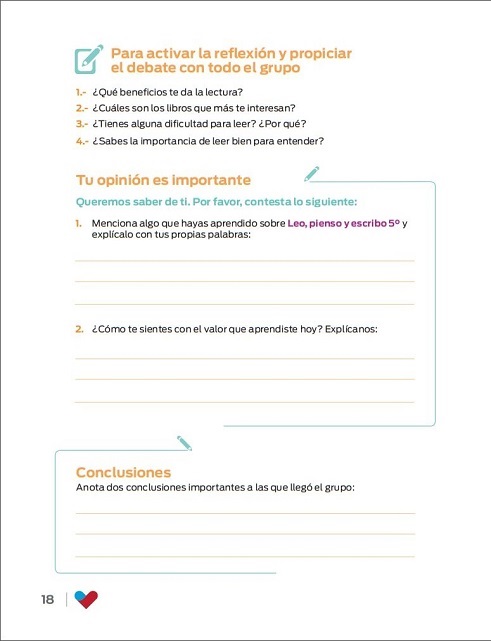 Para activar la reflexión y propiciar
el debate con todo el grupo
1.- ¿Qué beneficios te da la lectura?
2.- ¿Cuáles son los libros que más te interesan?
3.- ¿Tienes alguna dificultad para leer? ¿Por qué?
4.- ¿Sabes la importancia de leer bien para entender?
Tu opinión es importante
Queremos saber de ti. Por favor, contesta lo siguiente:
1. Menciona algo que hayas aprendido sobre Leo, pienso y escribo 5º y
explícalo con tus propias palabras:
2. ¿Cómo te sientes con el valor que aprendiste hoy? Explícanos:
Conclusiones
Anota dos conclusiones importantes a las que llegó el grupo:
18